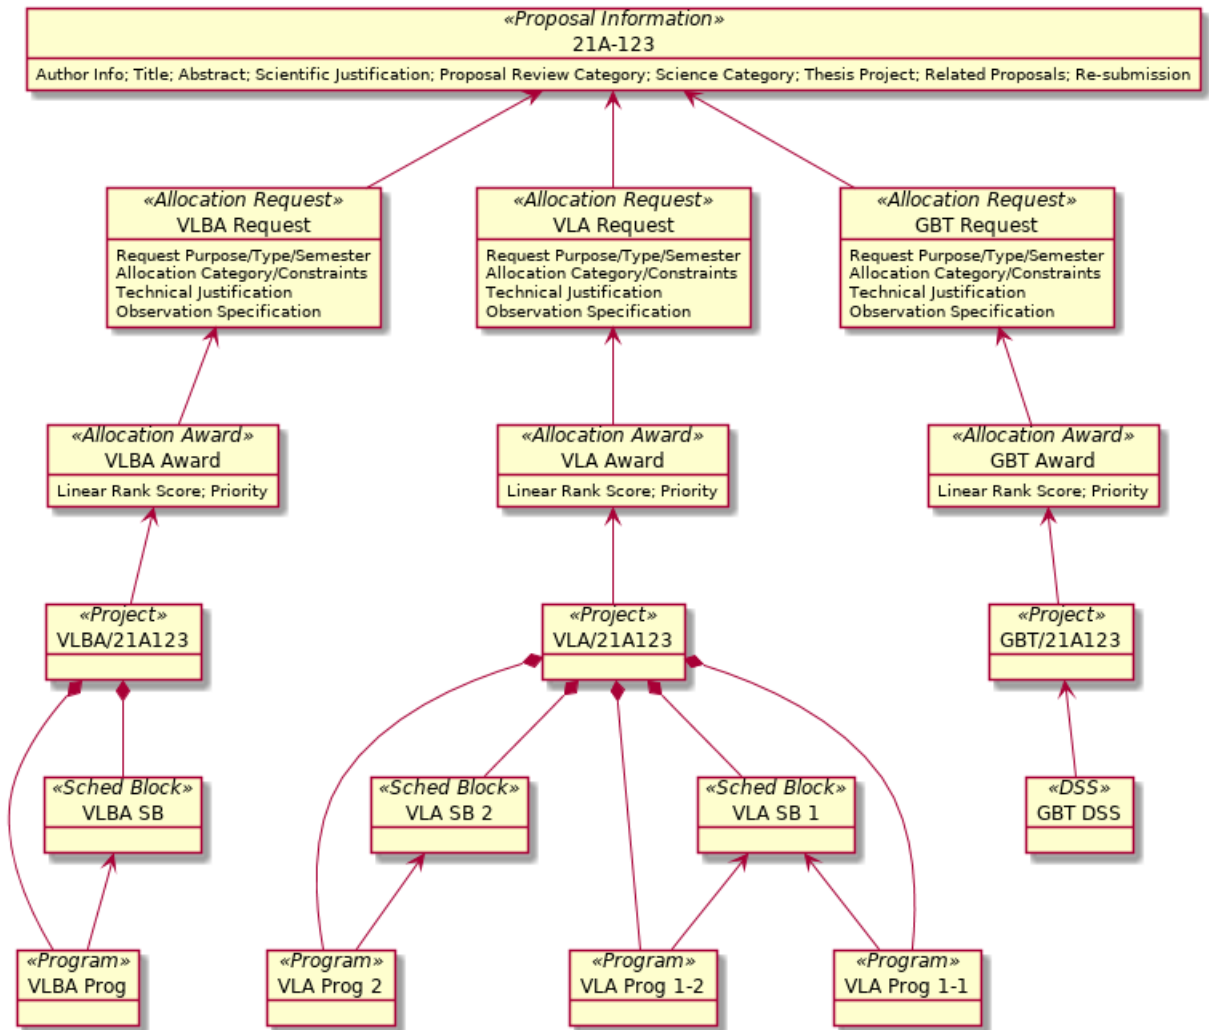 «Proposal Information»
21A-123
Author Info; Title; Abstract; Scientific Justification; Proposal Review Category; Science Category; Thesis Project; Related Proposals; Re-submission
«Allocation Request»
VLBA Request
Request Purpose/Type/Semester
Allocation Category/Constraints
Technical Justification
Observation Specification
«Allocation Request»
VLA Request
Request Purpose/Type/Semester
Allocation Category/Constraints
Technical Justification
Observation Specification
«Allocation Request»
GBT Request
Request Purpose/Type/Semester
Allocation Category/Constraints
Technical Justification
Observation Specification
«Allocation Award»
VLBA Award
Linear Rank Score; Priority
«Allocation Award»
VLA Award
Linear Rank Score; Priority
«Allocation Award»
GBT Award
Linear Rank Score; Priority
«Project»
VLBA/21A123
«Project»
VLA/21A123
«Project»
GBT/21A123
«Sched Block»
VLBA SB
«Sched Block»
VLA SB 2
«Sched Block»
VLA SB 1
«DSS»
GBT DSS
«Program»
VLBA Prog
«Program»
VLA Prog 2
«Program»
VLA Prog 1-2
«Program»
VLA Prog 1-1